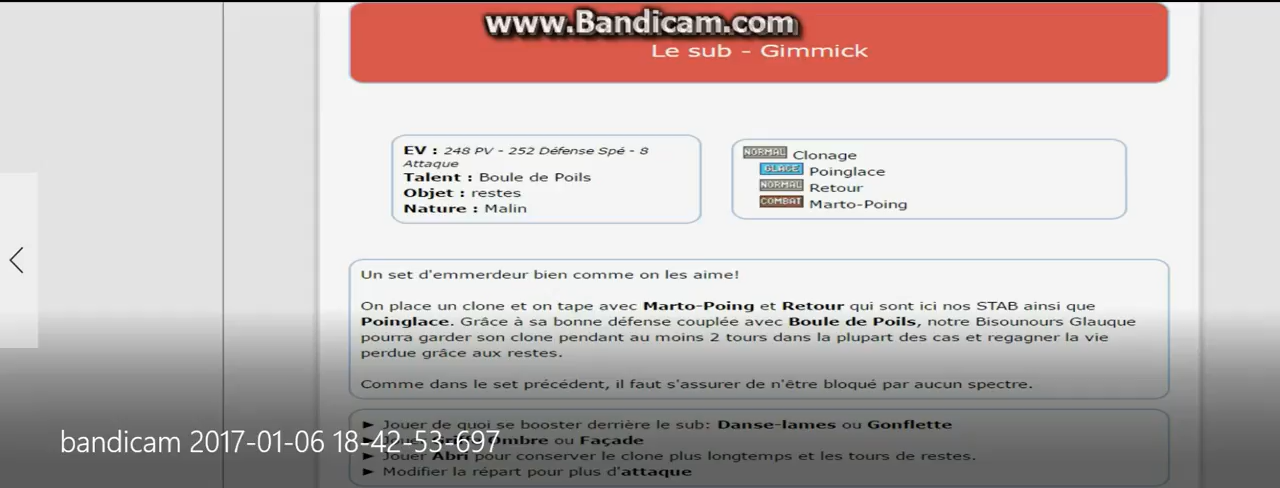 www.Bandicam.com
Le sub - Gimmick
EV : 248 PV - 252 Défense Spé - 8
Attaque
Talent : Boule de Poils
Objet : restes
Nature : Malin
NORMAL Clonage
GLACE Poinglace
NORMAL Retour
COMBAT Marto-Poing
Un set d'emmerdeur bien comme on les aime!
On place un clone et on tape avec Marto-Poing et Retour qui sont ici nos STAB ainsi que
Poinglace. Grâce à sa bonne défense couplée avec Boule de Poils, notre Bisounours Glauque
pourra garder son clone pendant au moins 2 tours dans la plupart des cas et regagner la vie
perdue grâce aux restes.
Comme dans le set précédent, il faut s'assurer de n'être bloqué par aucun spectre.
► Jouer de quoi se booster derrière le sub: Danse-lames ou Gonflette
► Ombre ou Façade
bandicam 2017-01-06 18-42-53-697
► Jouer Abri pour conserver le clone plus longtemps et les tours de restes.
► Modifier la répart pour plus d'attaque